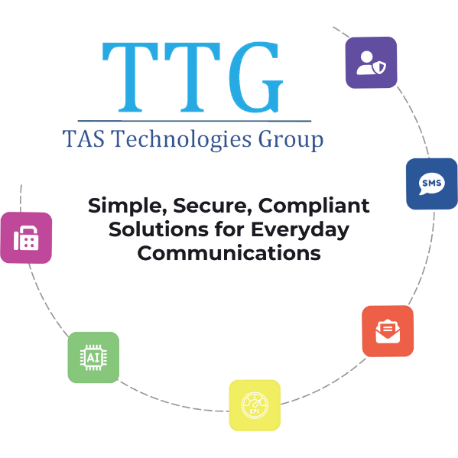 TTG
TAS Technologies Group
Simple, Secure, Compliant
Solutions for Everyday
Communications
SMS
AI